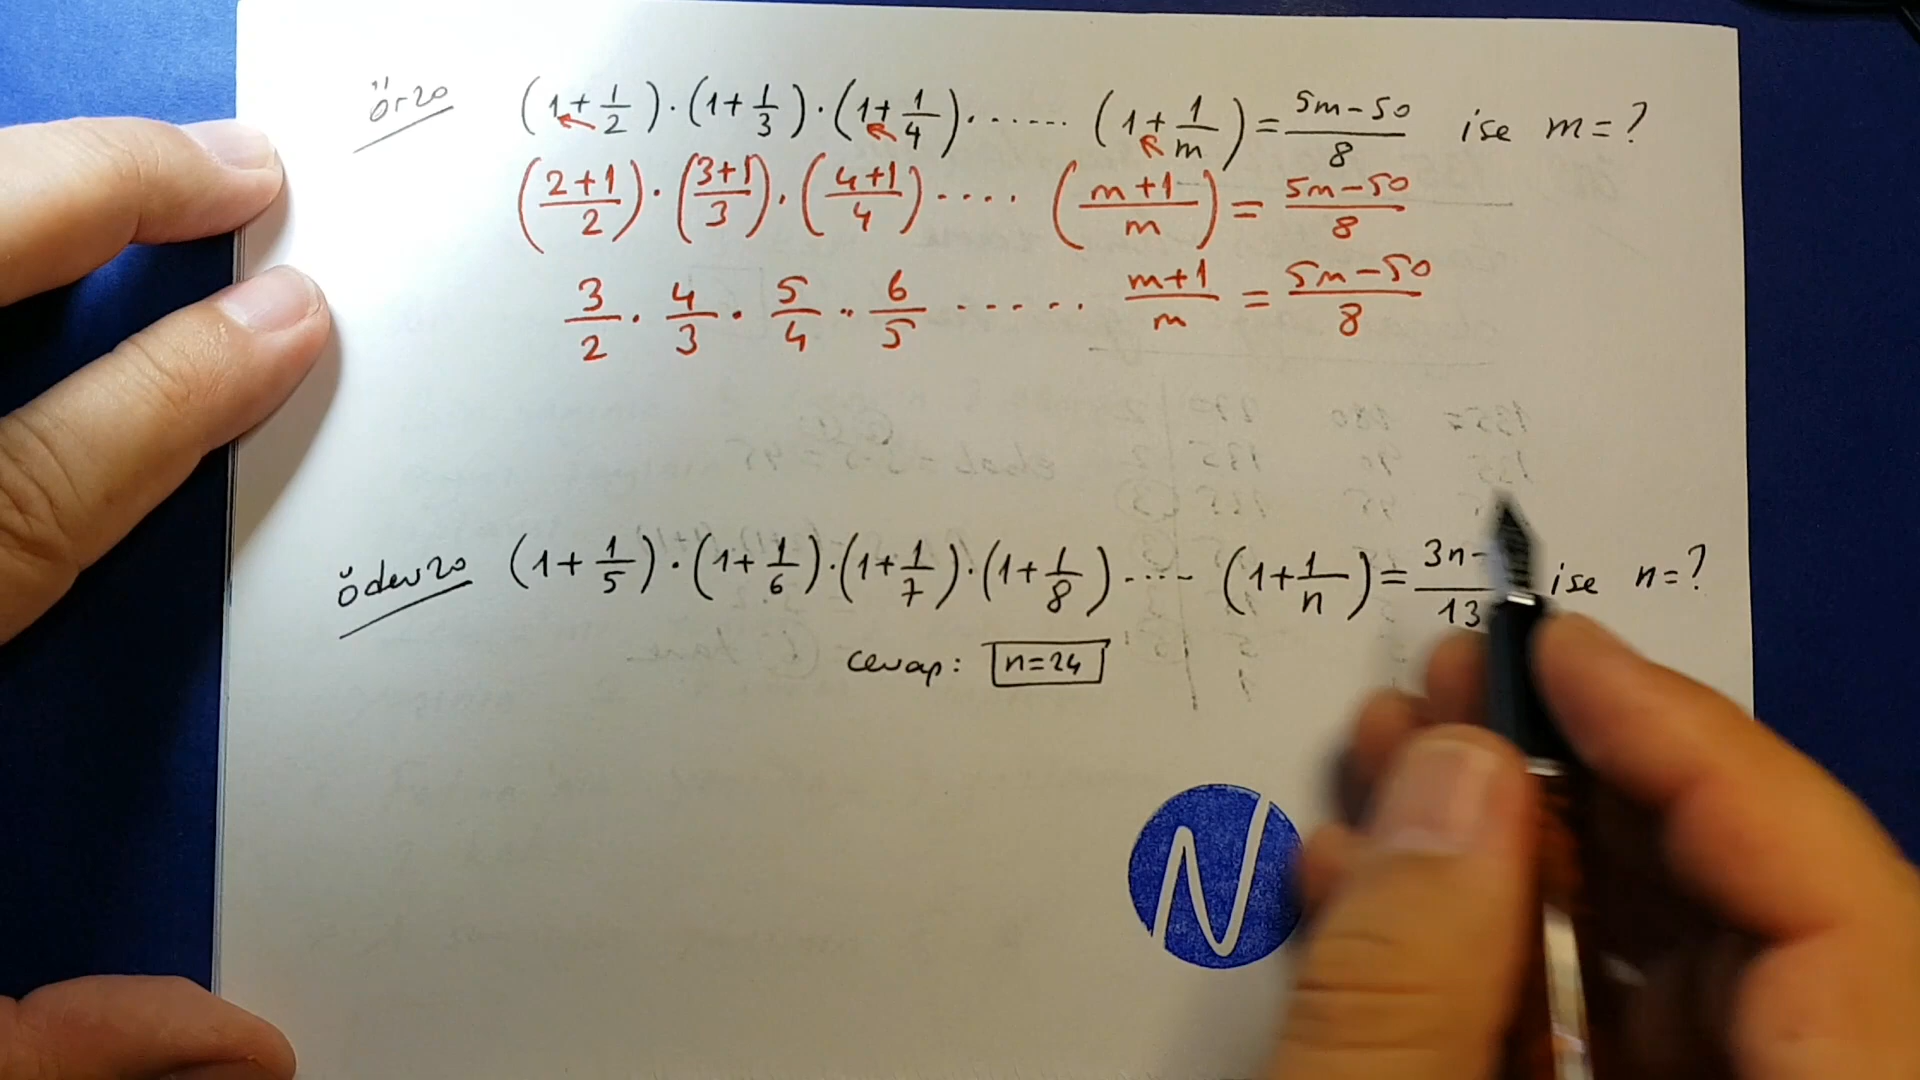 ör20 (1+1/2)·(1+1/3)·(1+1/4)······(1+1/m)=5m-50/8 ise m=?
(2+1/2)·(3+1/3)·(4+1/4)····(m+1/m)=5m-50/8
3/2·4/3·5/4·6/5·····m+1/m=5m-50/8
ödev20 (1+1/5)·(1+1/6)·(1+1/7)·(1+1/8)····(1+1/n)=3n-/13 ise n=?
cevap: n=24
N